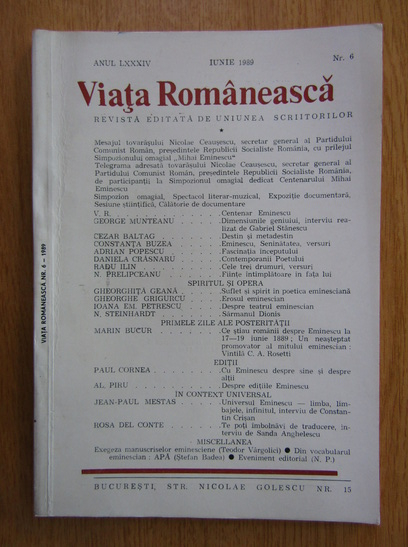 ANUL LXXXIV IUNIE 1989 Nr. 6
Viaţa Românească
REVISTĂ EDITATĂ DE UNIUNEA SCRIITORILOR
★
Mesajul tovarăşului Nicolae Ceauşescu, secretar general al Partidului
Comunist Român, preşedintele Republicii Socialiste România, cu prilejul
Simpozionului omagial „Mihai Eminescu“
Telegrama adresată tovarăşului Nicolae Ceauşescu, secretar general al
Partidului Comunist Român, preşedintele Republicii Socialiste România,
de participanţii la Simpozionul omagial dedicat Centenarului Mihai
Eminescu
Simpozion omagial, Spectacol literar-muzical, Expoziţie documentară,
Sesiune ştiinţifică, Călătorie de documentare
V. R. . . . . . . Centenar Eminescu
GEORGE MUNTEANU . . . . Dimensiunile geniului, interviu rea-
lizat de Gabriel Stănescu
CEZAR BALTAG . . . . . Destin şi metadestin
CONSTANŢA BUZEA . . . . Eminescu, Seninătatea, versuri
ADRIAN POPESCU . . . . Fascinaţia începutului
DANIELA CRĂSNARU . . . . Contemporanii Poetului
RADU ILIN . . . . . Cele trei drumuri, versuri
N. PRELIPCEANU . . . . Fiinţe întîmplătoare în faţa lui
SPIRITUL ŞI OPERA
GHEORGHIŢĂ GEANĂ . . . . Suflet şi spirit în poetica eminesciană
GHEORGHE GRIGURCU . . . . Erosul eminescian
IOANA EM. PETRESCU . . . . Despre teatrul eminescian
N. STEINHARDT . . . . . Sărmanul Dionis
PRIMELE ZILE ALE POSTERITĂŢII
MARIN BUCUR . . . . . Ce ştiau românii despre Eminescu la
17—19 iunie 1889 ; Un neaşteptat
promovator al mitului eminescian :
Vintilă C. A. Rosetti
EDIŢII
PAUL CORNEA . . . . . Cu Eminescu despre sine şi despre
alţii
AL. PIRU . . . . . . Despre ediţiile Eminescu
IN CONTEXT UNIVERSAL
JEAN-PAUL MESTAS . . . . Universul Eminescu — limba, lim-
bajele, infinitul, interviu de Constan-
tin Crişan
ROSA DEL CONTE . . . . Te poţi îmbolnăvi de traducere, in-
terviu de Sanda Anghelescu
MISCELLANEA
Exegeza manuscriselor eminesciene (Teodor Vârgolici) ● Din vocabularul
eminescian : APĂ (Ştefan Badea) ● Eveniment editorial (N. P.)
BUCUREŞTI, STR. NICOLAE GOLESCU NR. 15
VIAŢA ROMÂNEASCĂ NR. 6 - 1989